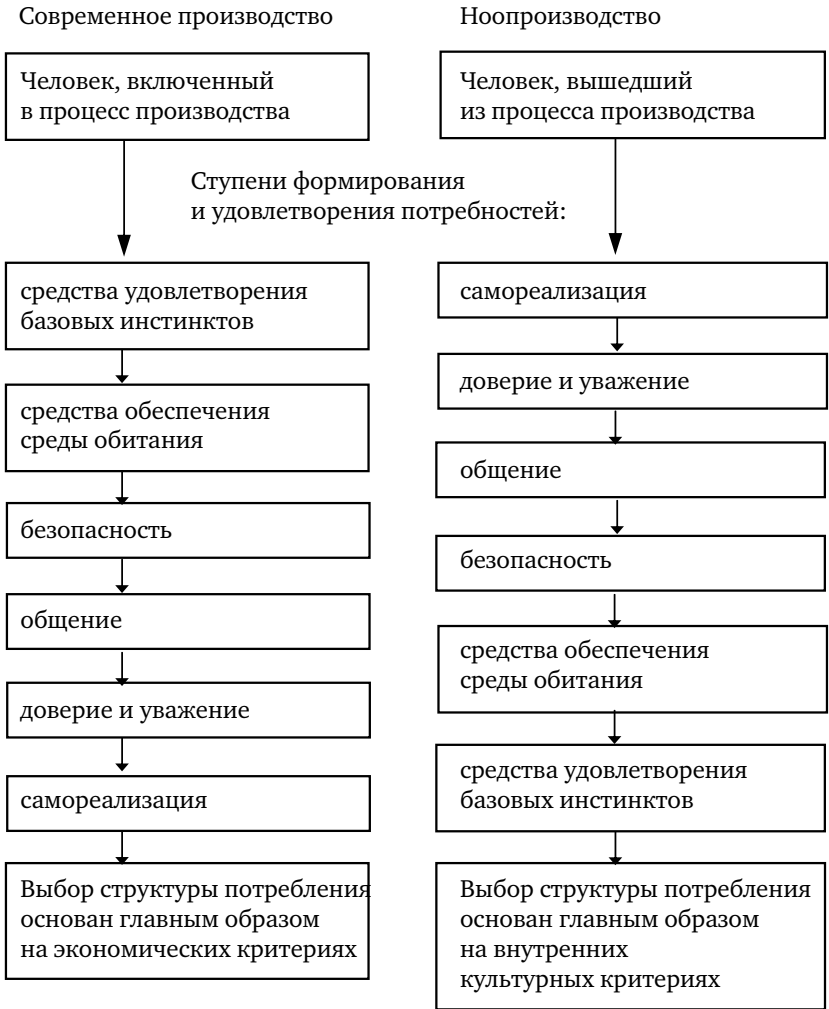 Современное производство
Человек, включенный
в процесс производства
Ноопроизводство
Человек, вышедший
из процесса производства
Ступени формирования
и удовлетворения потребностей:
средства удовлетворения
базовых инстинктов
средства обеспечения
среды обитания
безопасность
общение
доверие и уважение
самореализация
Выбор структуры потребления
основан главным образом
на экономических критериях
самореализация
доверие и уважение
общение
безопасность
средства обеспечения
среды обитания
средства удовлетворения
базовых инстинктов
Выбор структуры потребления
основан главным образом
на внутренних
культурных критериях